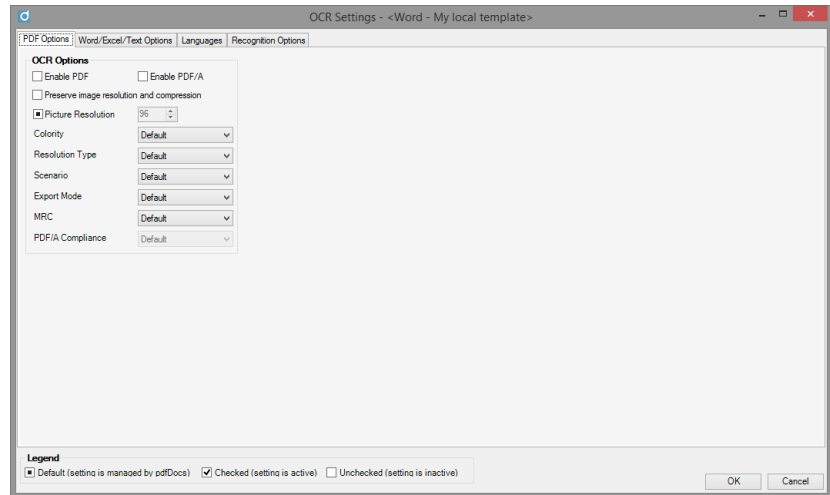 OCR Settings - <Word - My local template>
PDF Options Word/Excel/Text Options Languages Recognition Options
OCR Options
Enable PDF Enable PDF/A
Preserve image resolution and compression
Picture Resolution 96
Colority Default
Resolution Type Default
Scenario Default
Export Mode Default
MRC Default
PDF/A Compliance Default
Legend
Default (setting is managed by pdfDocs) Checked (setting is active) Unchecked (setting is inactive)
OK Cancel